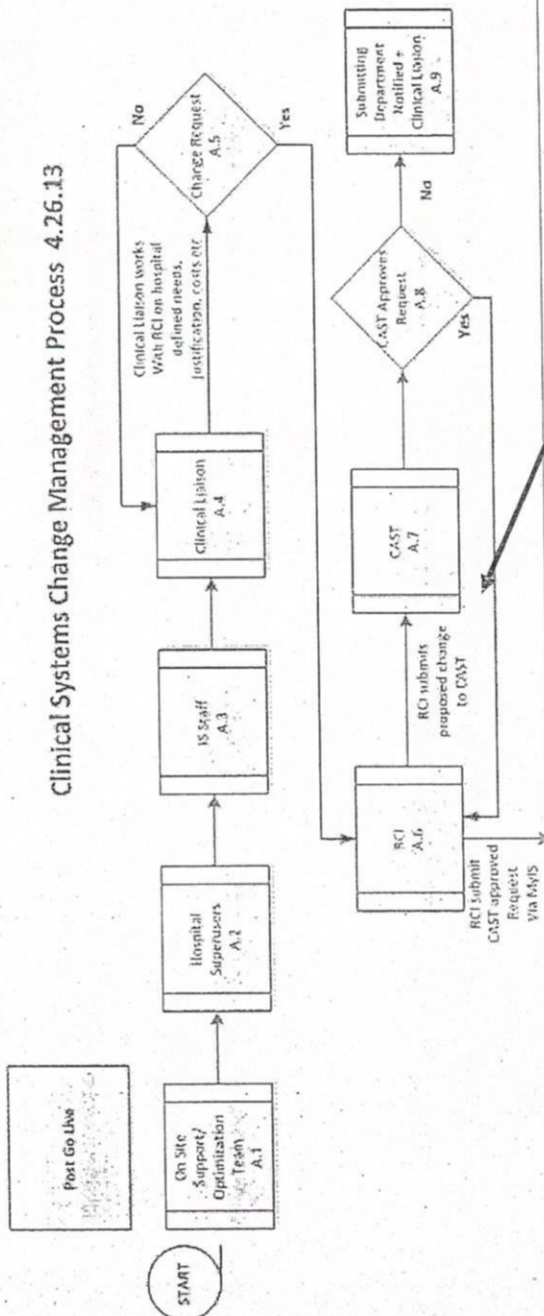 Clinical Systems Change Management Process 4.26.13
Post Go Live
START
On Site
Support/
Optimization
Team
A.1
Hospital
Superusers
A.2
IS Staff
A.3
Clinical Liaison
A.4
Clinical Liaison works
With RCI on hospital
defined needs,
justification, costs etc
Change Request
A.5
No
Yes
RCI
A.6
RCI submits
proposed change
to CAST
CAST
A.7
CAST Approves
Request
A.8
No
Yes
Submitting
Department
Notified +
Clinical Liasion
A.9
RCI submit
CAST approved
Request
Via MyIS